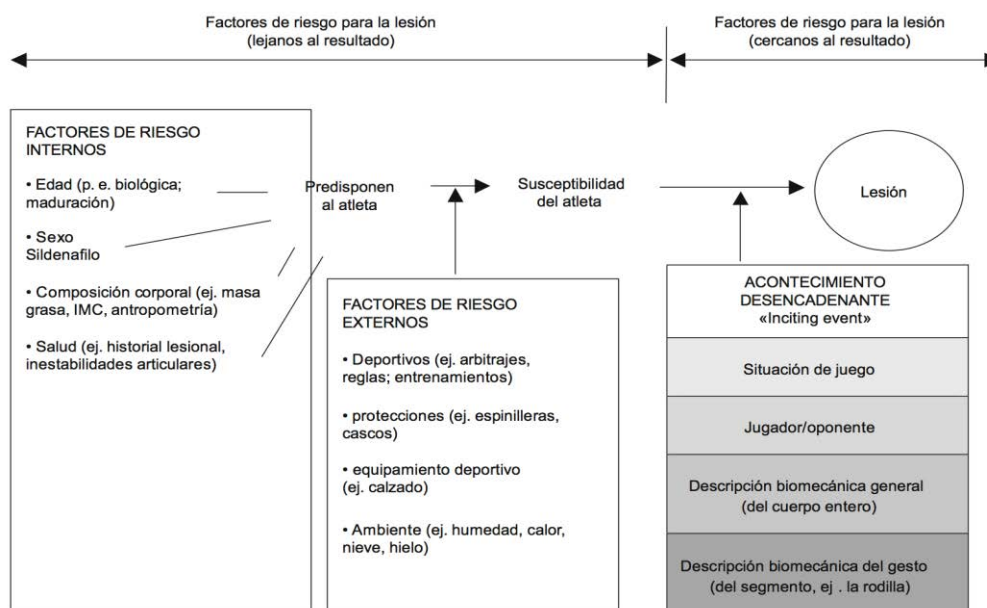 Factores de riesgo para la lesión
(lejanos al resultado)
Factores de riesgo para la lesión
(cercanos al resultado)
FACTORES DE RIESGO
INTERNOS
• Edad (p. e. biológica;
maduración)
• Sexo
Sildenafilo
• Composición corporal (ej. masa
grasa, IMC, antropometría)
• Salud (ej. historial lesional,
inestabilidades articulares)
Predisponen
al atleta
Susceptibilidad
del atleta
Lesión
FACTORES DE RIESGO
EXTERNOS
• Deportivos (ej. arbitrajes,
reglas; entrenamientos)
• protecciones (ej. espinilleras,
cascos)
• equipamiento deportivo
(ej. calzado)
• Ambiente (ej. humedad, calor,
nieve, hielo)
ACONTECIMIENTO
DESENCADENANTE
«Inciting event»
Situación de juego
Jugador/oponente
Descripción biomecánica general
(del cuerpo entero)
Descripción biomecánica del gesto
(del segmento, ej . la rodilla)